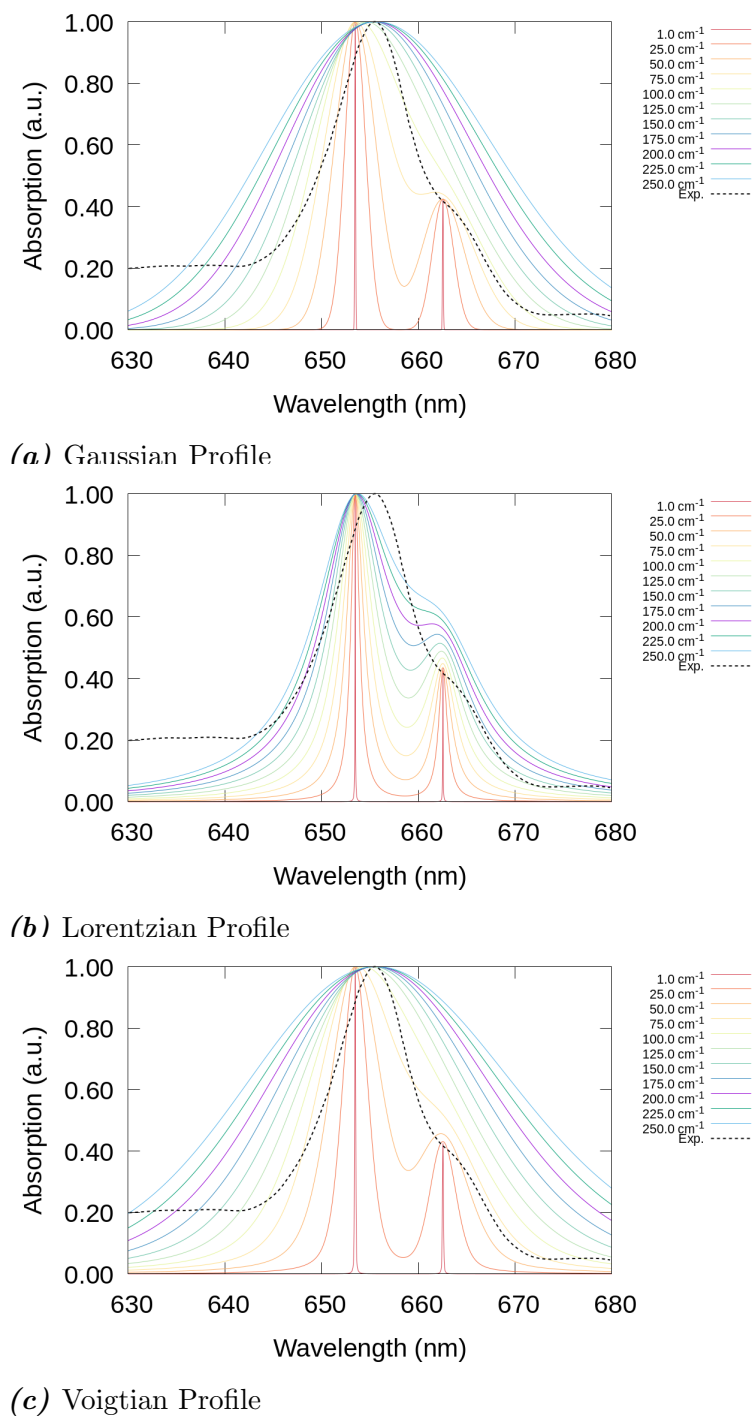 1.00
0.80
0.60
0.40
0.20
0.00
Absorption (a.u.)
630 640 650 660 670 680
Wavelength (nm)
1.0 cm-1
25.0 cm-1
50.0 cm-1
75.0 cm-1
100.0 cm-1
125.0 cm-1
150.0 cm-1
175.0 cm-1
200.0 cm-1
225.0 cm-1
250.0 cm-1
Exp.
(a) Gaussian Profile
1.00
0.80
0.60
0.40
0.20
0.00
Absorption (a.u.)
630 640 650 660 670 680
Wavelength (nm)
1.0 cm-1
25.0 cm-1
50.0 cm-1
75.0 cm-1
100.0 cm-1
125.0 cm-1
150.0 cm-1
175.0 cm-1
200.0 cm-1
225.0 cm-1
250.0 cm-1
Exp.
(b) Lorentzian Profile
1.00
0.80
0.60
0.40
0.20
0.00
Absorption (a.u.)
630 640 650 660 670 680
Wavelength (nm)
1.0 cm-1
25.0 cm-1
50.0 cm-1
75.0 cm-1
100.0 cm-1
125.0 cm-1
150.0 cm-1
175.0 cm-1
200.0 cm-1
225.0 cm-1
250.0 cm-1
Exp.
(c) Voigtian Profile